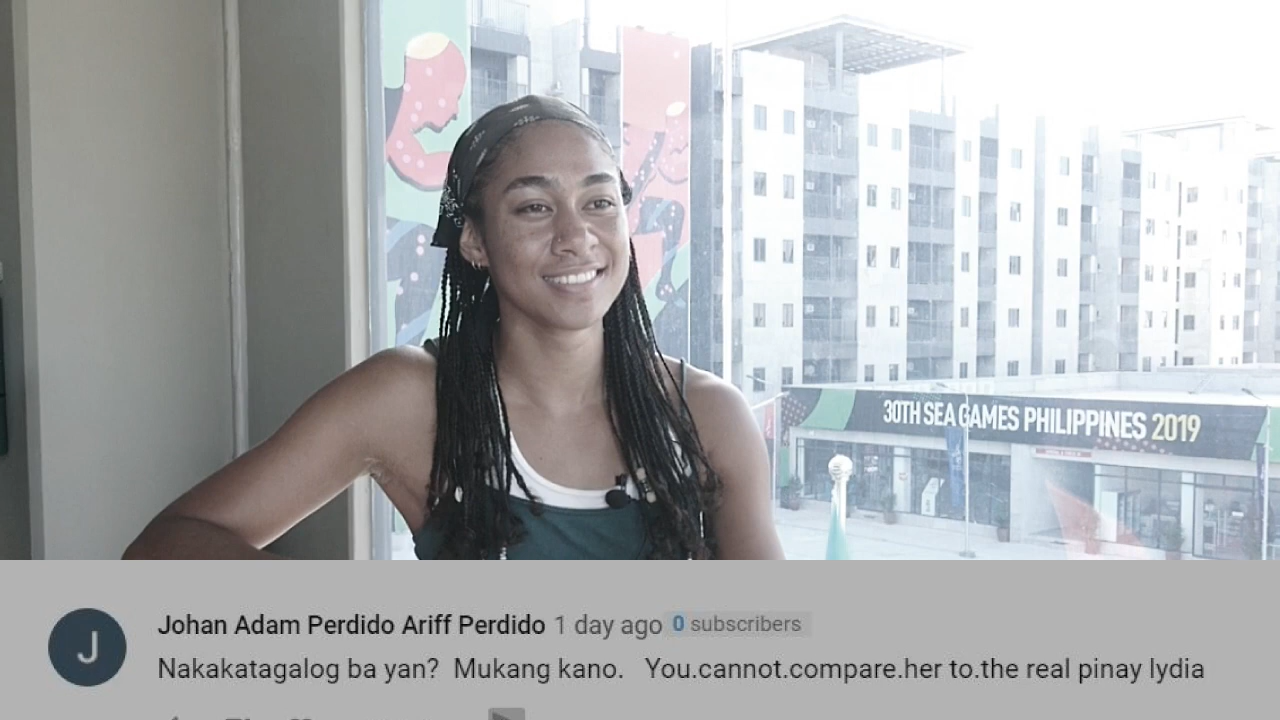 30TH SEA GAMES PHILIPPINES 2019
J
Johan Adam Perdido Ariff Perdido 1 day ago 0 subscribers
Nakakatagalog ba yan? Mukang kano. You.cannot.compare.her to.the real pinay lydia